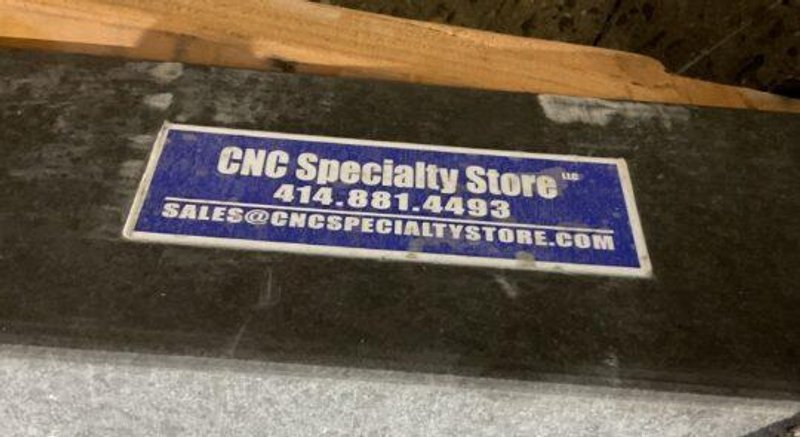 CNC Specialty Store LLC
414.881.4493
SALES@CNCSPECIALTYSTORE.COM